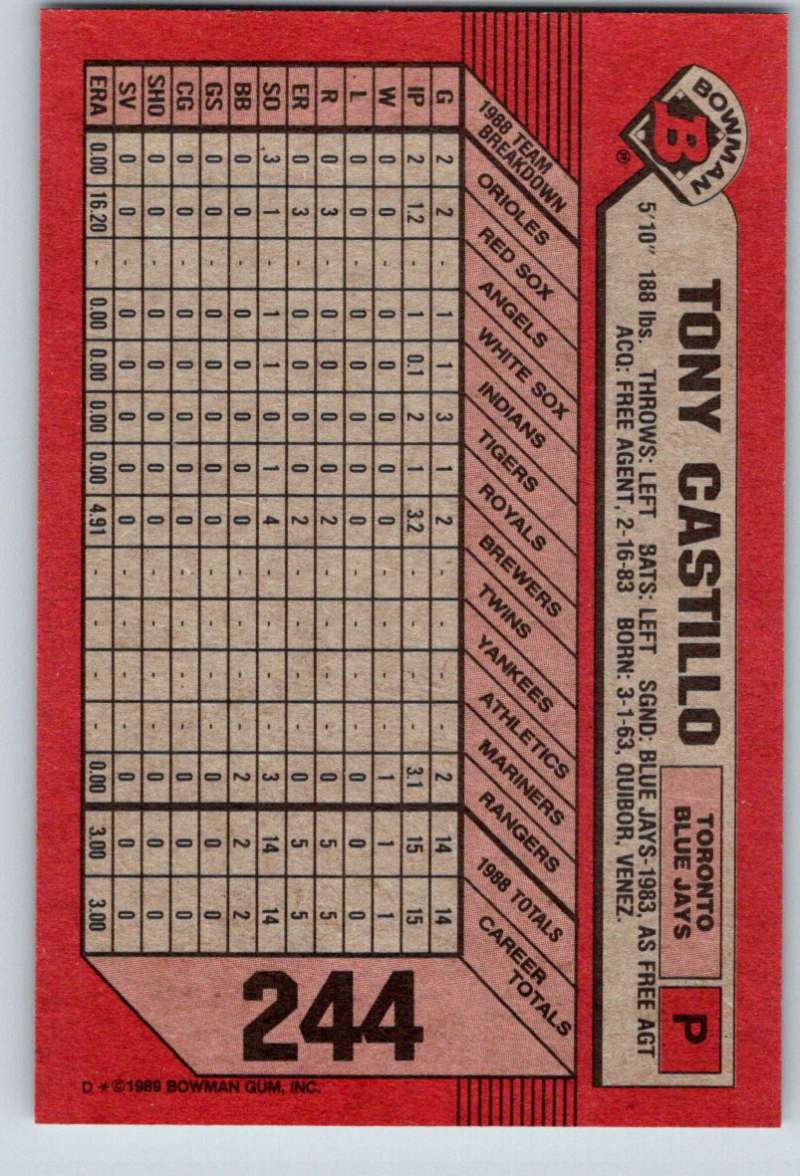 BOWMAN
B
®
TONY CASTILLO
TORONTO
BLUE JAYS
P
5'10" 188 lbs. THROWS: LEFT BATS: LEFT SGND: BLUE JAYS-1983, AS FREE AGT
ACQ: FREE AGENT, 2-16-83 BORN: 3-1-63, QUIBOR, VENEZ.
1988 TEAM
BREAKDOWN
ORIOLES
RED SOX
ANGELS
WHITE SOX
INDIANS
TIGERS
ROYALS
BREWERS
TWINS
YANKEES
ATHLETICS
MARINERS
RANGERS
1988 TOTALS
CAREER
TOTALS
G 2 2 - 1 1 3 1 2 - - - - 2 14 14
IP 2 1.2 - 1 0.1 2 1 3.2 - - - - 3.1 15 15
W 0 0 - 0 0 0 0 0 - - - - 1 1 1
L 0 0 - 0 0 0 0 0 - - - - 0 0 0
R 0 3 - 0 0 0 0 2 - - - - 0 5 5
ER 0 3 - 0 0 0 0 2 - - - - 0 5 5
SO 3 1 - 1 1 0 1 4 - - - - 3 14 14
BB 0 0 - 0 0 0 0 0 - - - - 2 2 2
GS 0 0 - 0 0 0 0 0 - - - - 0 0 0
CG 0 0 - 0 0 0 0 0 - - - - 0 0 0
SHO 0 0 - 0 0 0 0 0 - - - - 0 0 0
SV 0 0 - 0 0 0 0 0 - - - - 0 0 0
ERA 0.00 16.20 - 0.00 0.00 0.00 0.00 4.91 - - - - 0.00 3.00 3.00
244
D * ©1989 BOWMAN GUM, INC.